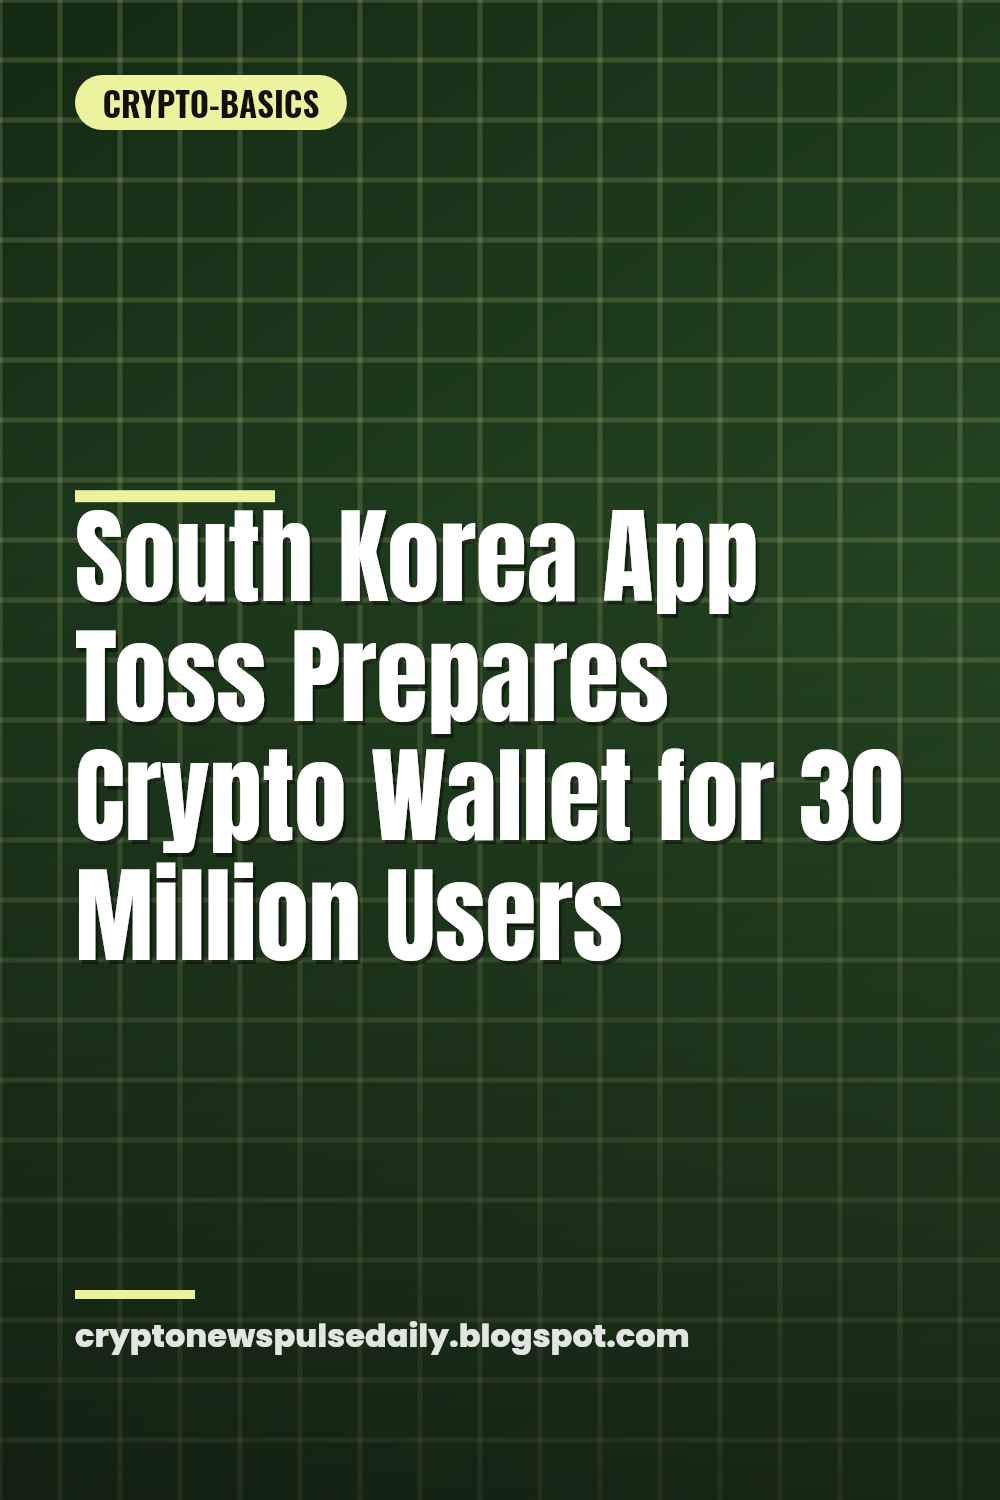 CRYPTO-BASICS
South Korea App
Toss Prepares
Crypto Wallet for 30
Million Users
cryptonewspulsedaily.blogspot.com